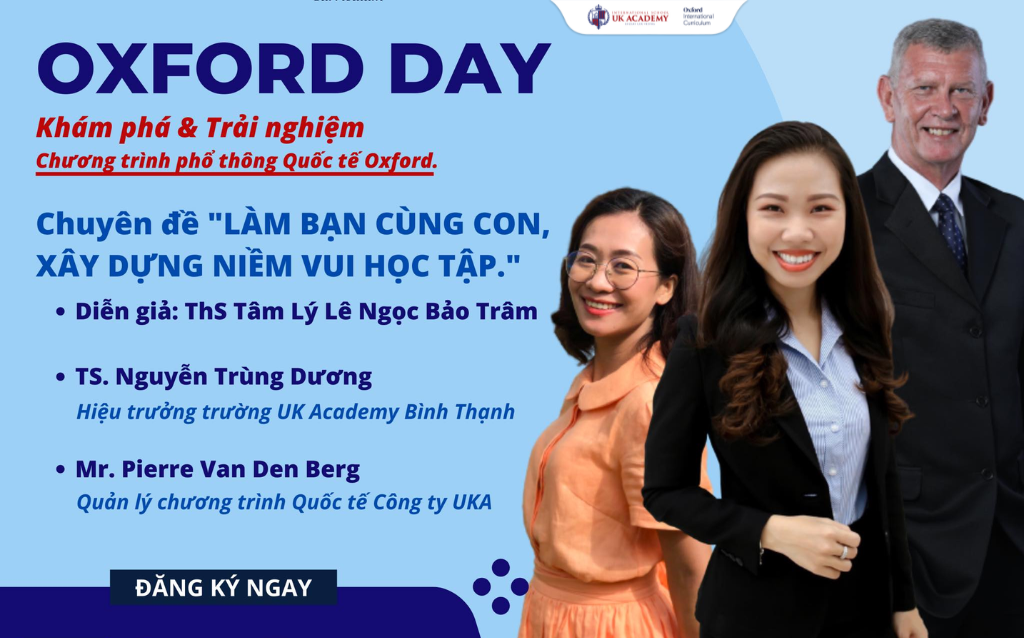 INTERNATIONAL SCHOOL
UK ACADEMY
Oxford
International
Curriculum
OXFORD DAY
Khám phá & Trải nghiệm
Chương trình phổ thông Quốc tế Oxford.
Chuyên đề "LÀM BẠN CÙNG CON,
XÂY DỰNG NIỀM VUI HỌC TẬP."
• Diễn giả: ThS Tâm Lý Lê Ngọc Bảo Trâm
• TS. Nguyễn Trùng Dương
Hiệu trưởng trường UK Academy Bình Thạnh
• Mr. Pierre Van Den Berg
Quản lý chương trình Quốc tế Công ty UKA
ĐĂNG KÝ NGAY